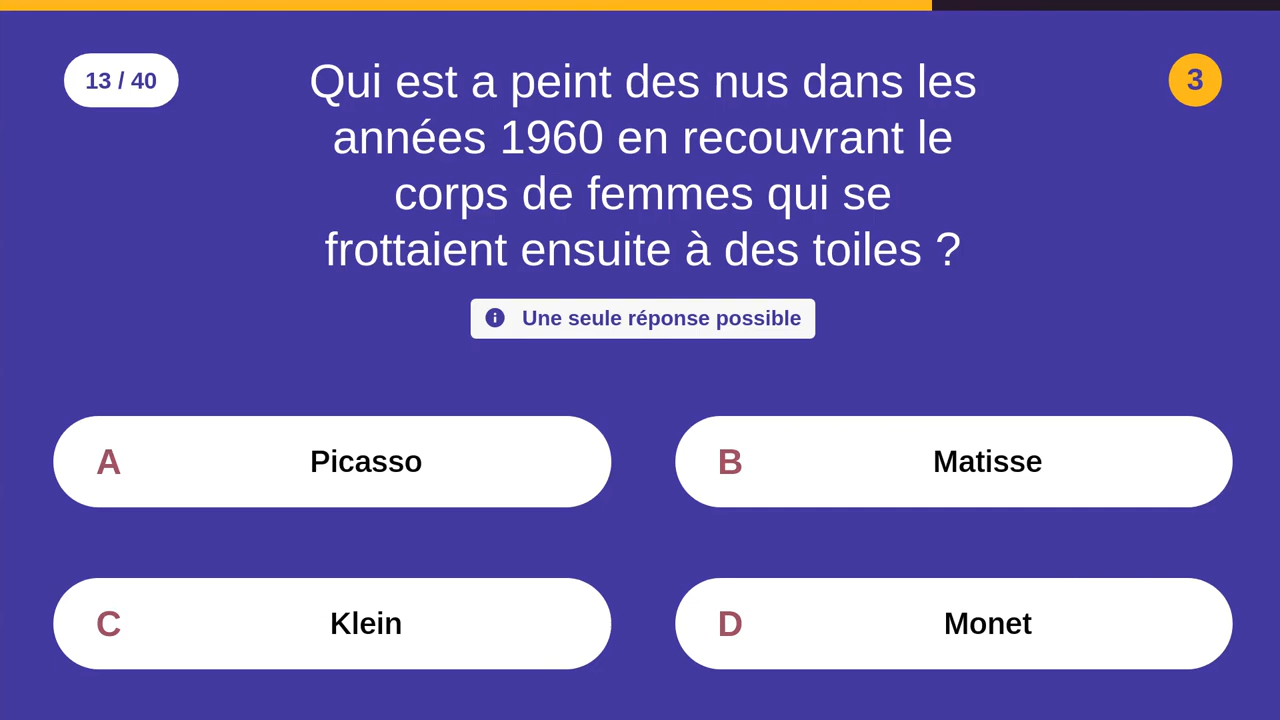 13 / 40
Qui est a peint des nus dans les
années 1960 en recouvrant le
corps de femmes qui se
frottaient ensuite à des toiles ?
3
Une seule réponse possible
A Picasso
B Matisse
C Klein
D Monet